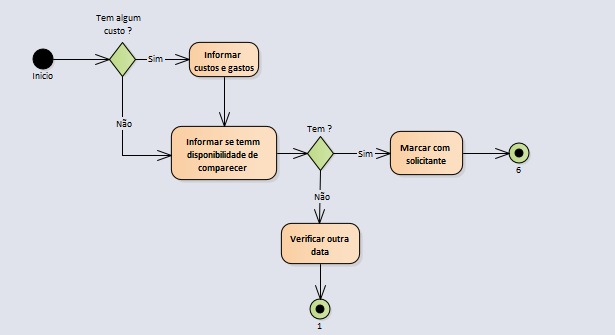 Tem algum
custo ?
Inicio
Sim
Informar
custos e gastos
Não
Informar se temm
disponibilidade de
comparecer
Tem ?
Sim
Marcar com
solicitante
6
Não
Verificar outra
data
1